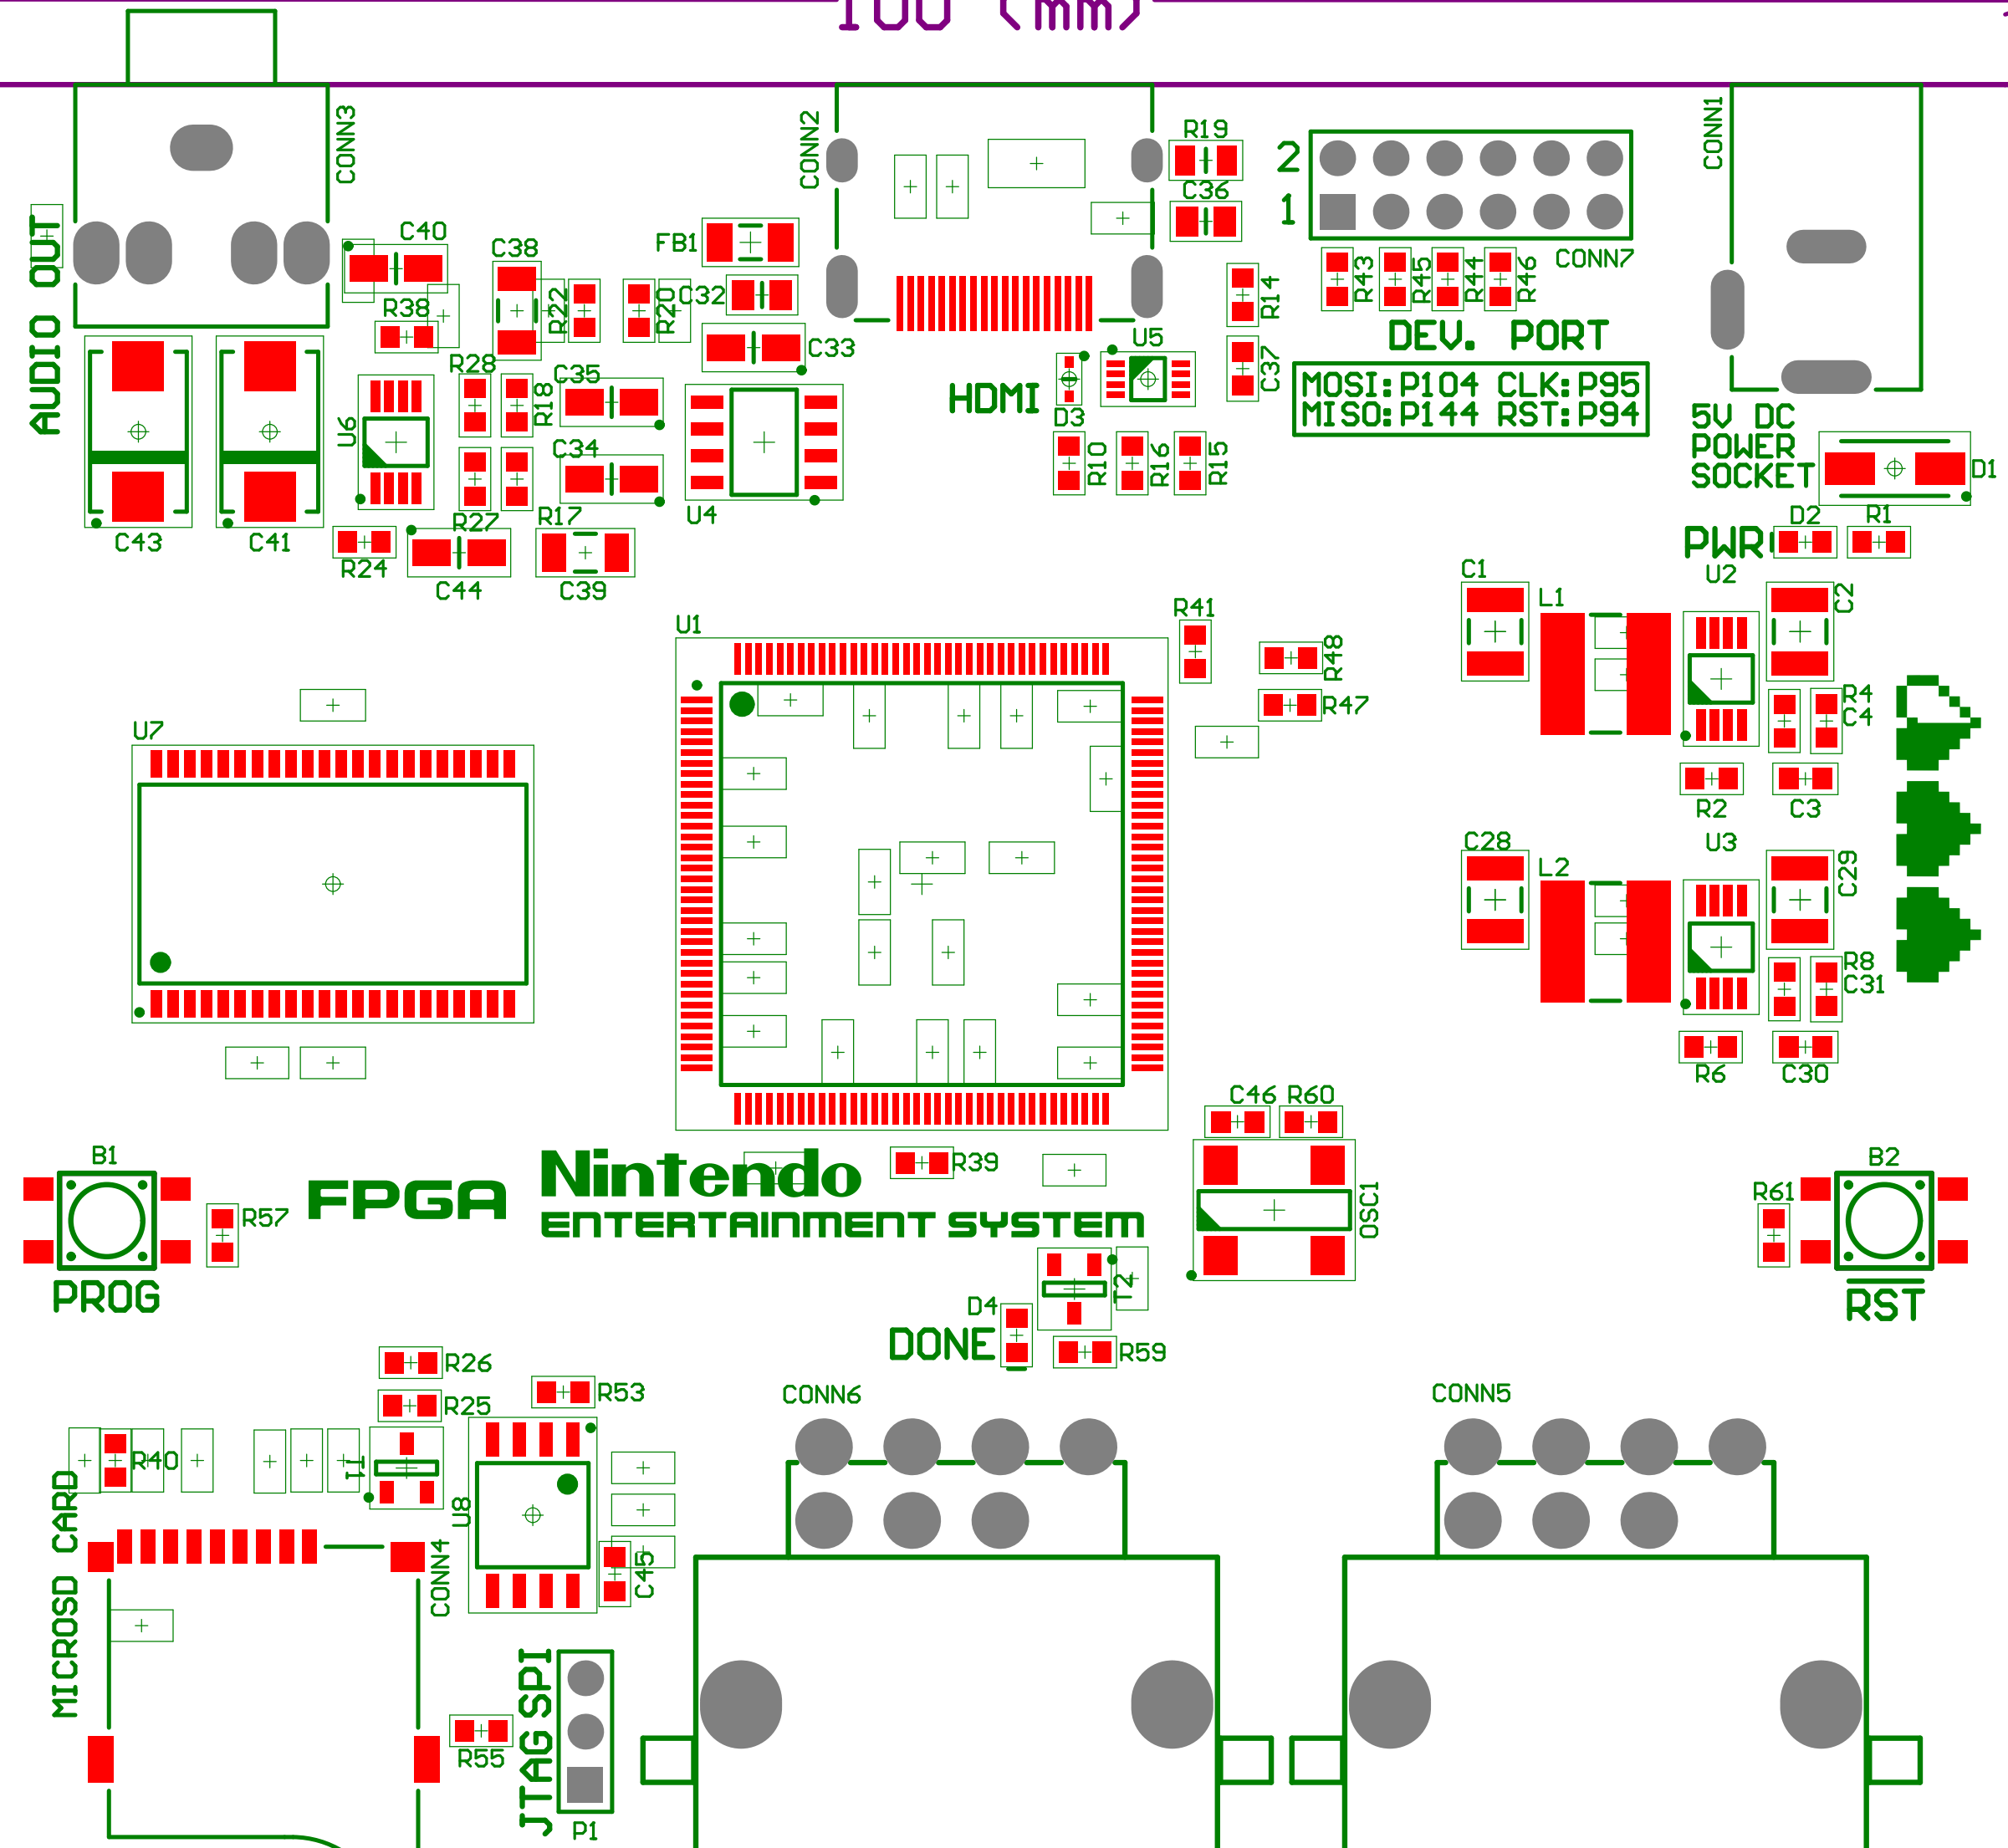 100 (mm)
CONN3
CONN2
R19
C36
2
1
CONN7
CONN1
AUDIO OUT
C40
R38
C38
R22
R20
FB1
C32
C33
R14
C37
R43
R45
R44
R46
DEV. PORT
MOSI:P104 CLK:P95
MISO:P144 RST:P94
HDMI
D3
U5
R10
R16
R15
5V DC
POWER
SOCKET
D1
R28
R18
C35
C34
U6
R27
R17
U4
C43
C41
R24
C44
C39
PWR
D2
R1
U2
C1
L1
C2
R4
C4
R2
C3
U1
R41
R48
R47
U7
C28
L2
U3
C29
R8
C31
R6
C30
C46
R60
B1
R57
PROG
FPGA
Nintendo
ENTERTAINMENT SYSTEM
R39
OSC1
R61
B2
RST
T2
D4
DONE
R59
R26
R25
R53
R40
T1
U8
C45
CONN4
MICROSD CARD
CONN6
CONN5
R55
JTAG SPI
P1